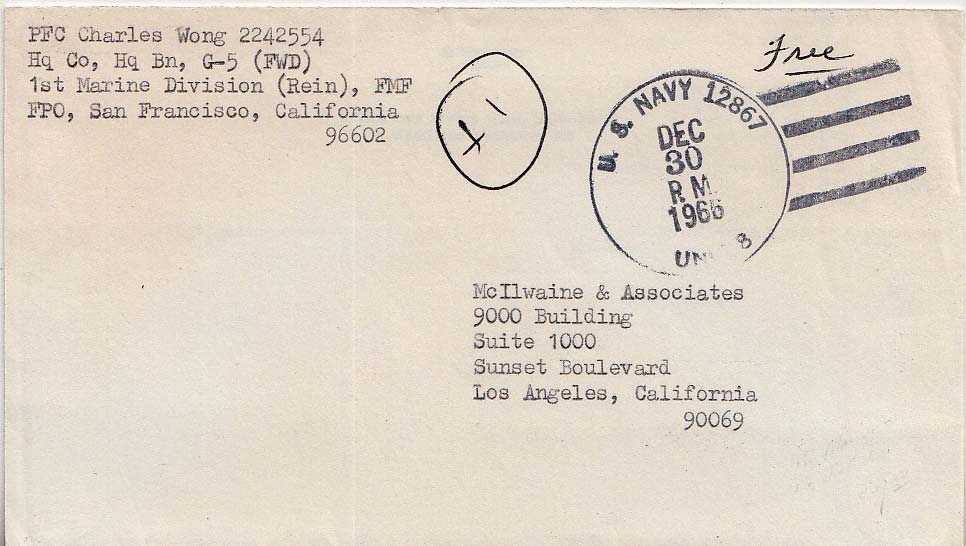 PFC Charles Wong 2242554
Hq Co, Hq Bn, G-5 (FWD)
1st Marine Division (Rein), FMF
FPO, San Francisco, California
96602
Free
U. S. NAVY 12867
DEC
30
P.M.
1966
8
McIlwaine & Associates
9000 Building
Suite 1000
Sunset Boulevard
Los Angeles, California
90069